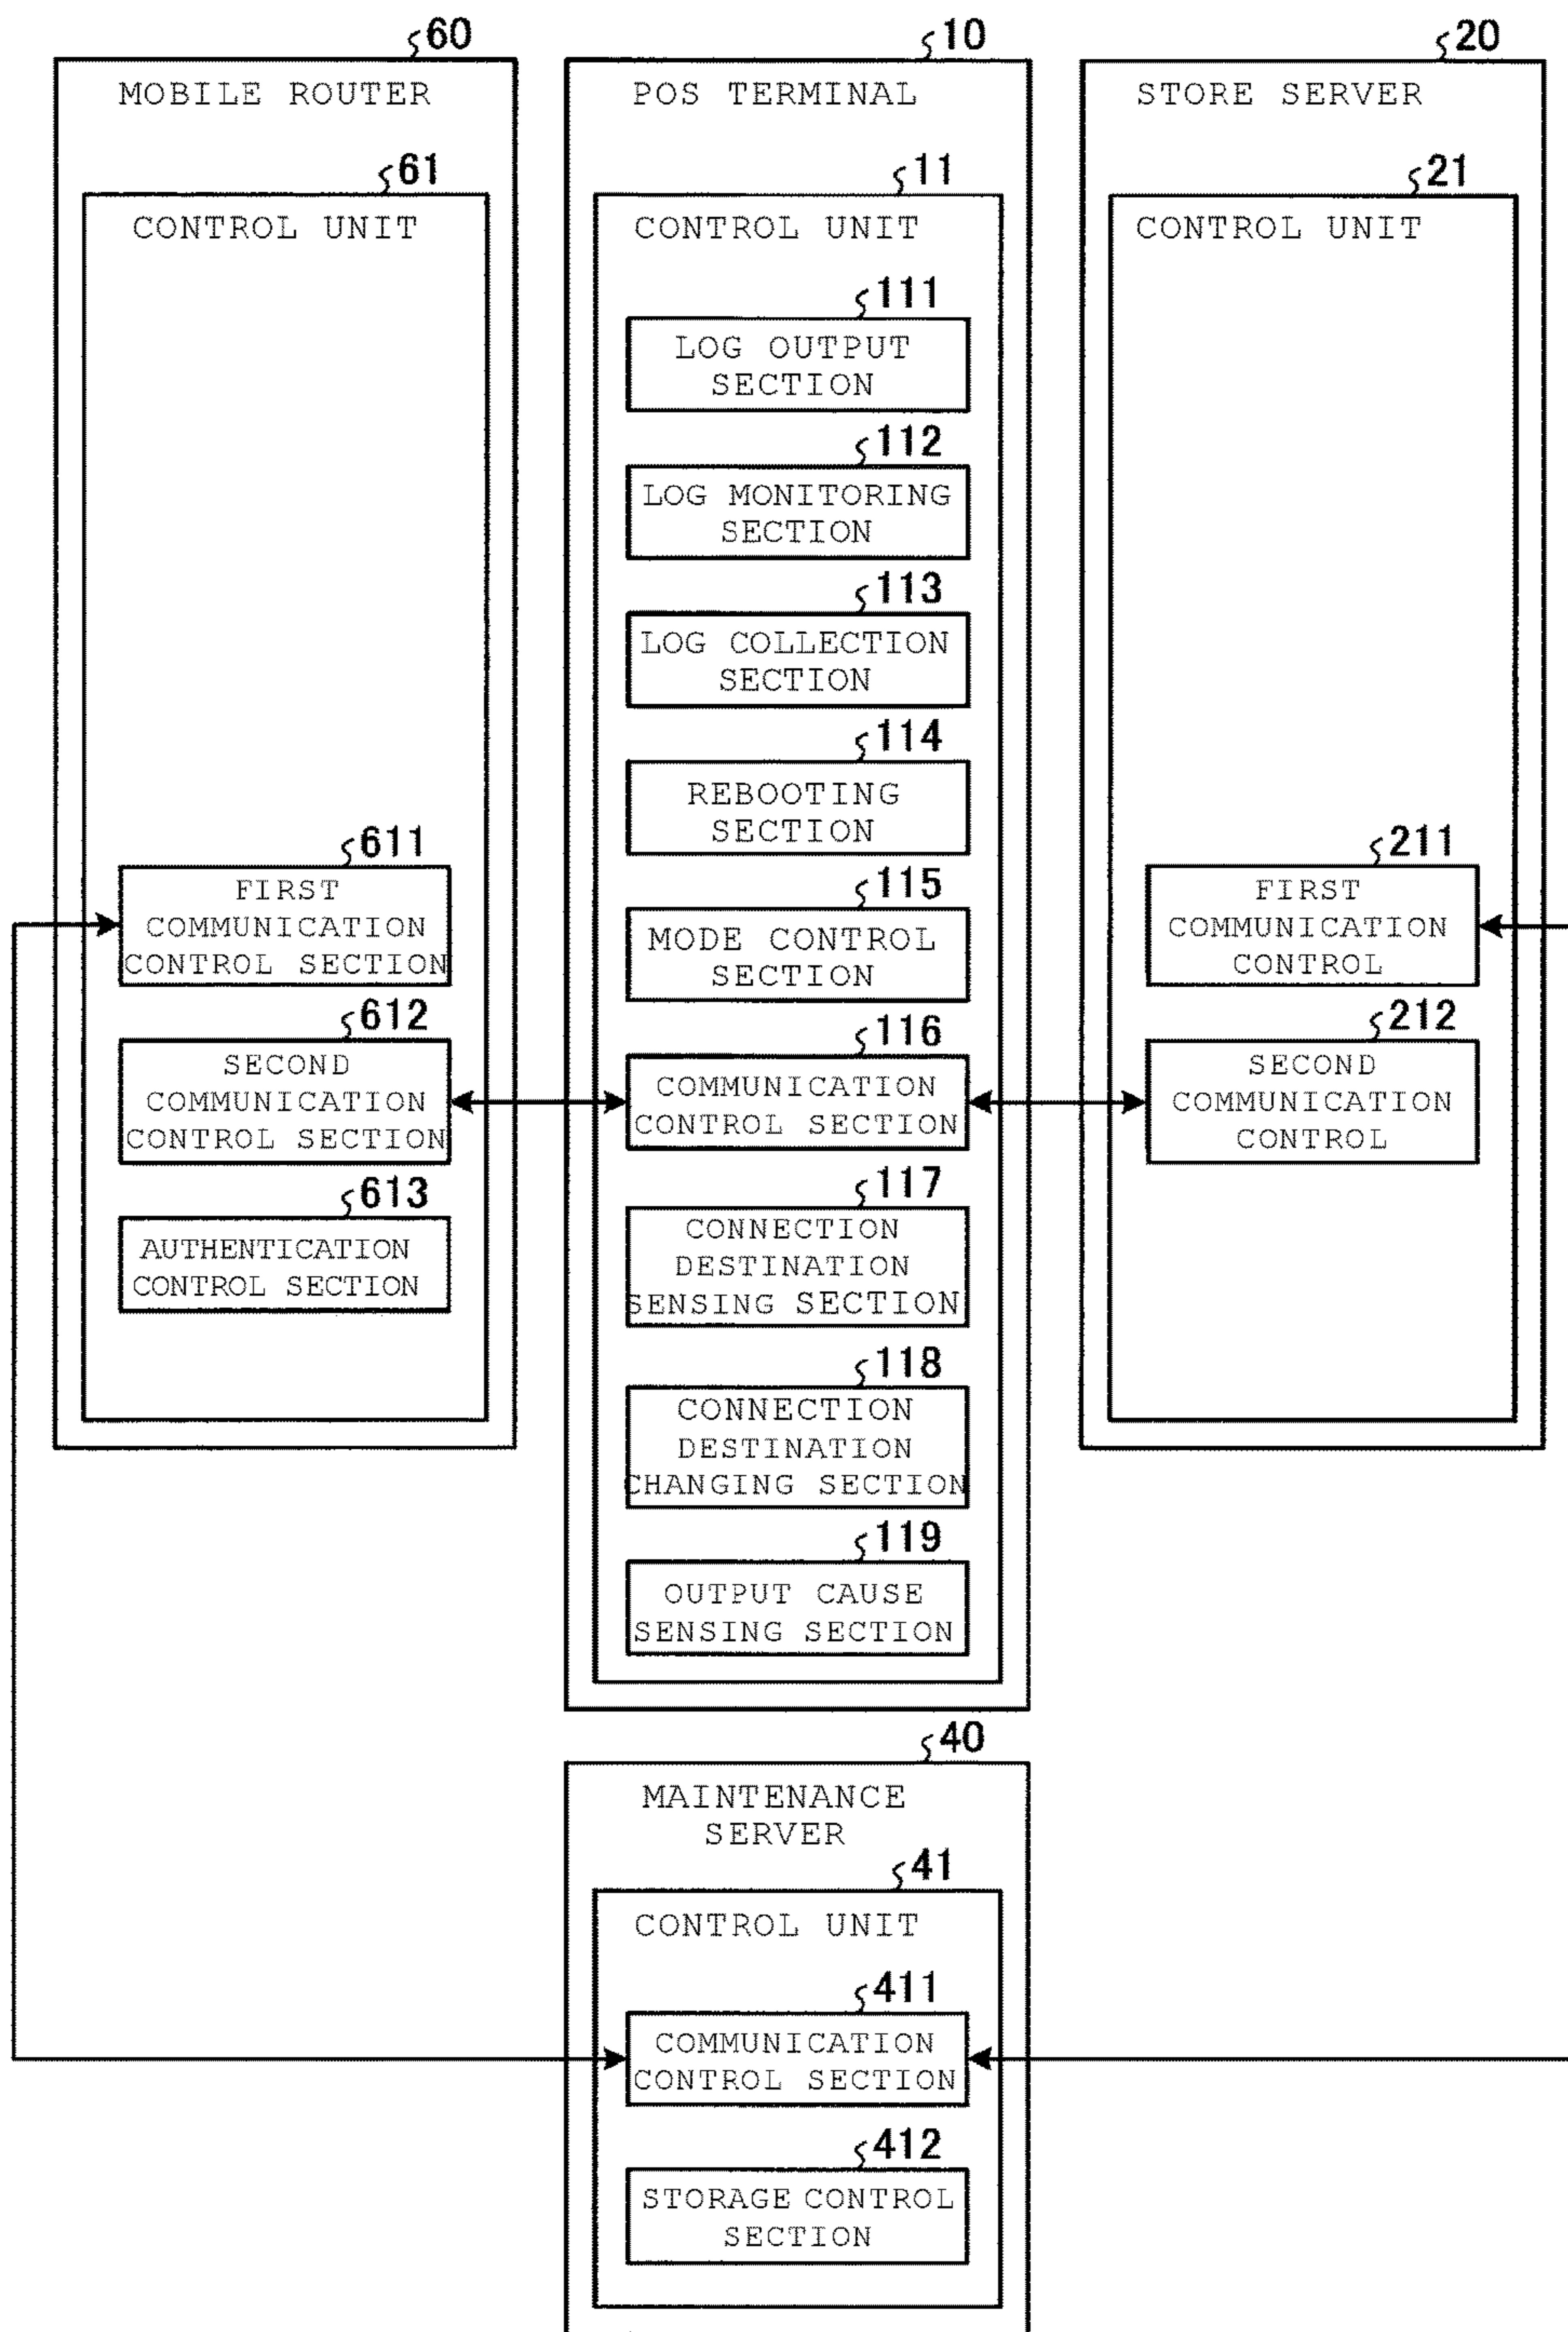 60
MOBILE ROUTER
61
CONTROL UNIT
611
FIRST
COMMUNICATION
CONTROL SECTION
612
SECOND
COMMUNICATION
CONTROL SECTION
613
AUTHENTICATION
CONTROL SECTION
10
POS TERMINAL
11
CONTROL UNIT
111
LOG OUTPUT
SECTION
112
LOG MONITORING
SECTION
113
LOG COLLECTION
SECTION
114
REBOOTING
SECTION
115
MODE CONTROL
SECTION
116
COMMUNICATION
CONTROL SECTION
117
CONNECTION
DESTINATION
SENSING SECTION
118
CONNECTION
DESTINATION
CHANGING SECTION
119
OUTPUT CAUSE
SENSING SECTION
20
STORE SERVER
21
CONTROL UNIT
211
FIRST
COMMUNICATION
CONTROL
212
SECOND
COMMUNICATION
CONTROL
40
MAINTENANCE
SERVER
41
CONTROL UNIT
411
COMMUNICATION
CONTROL SECTION
412
STORAGE CONTROL
SECTION